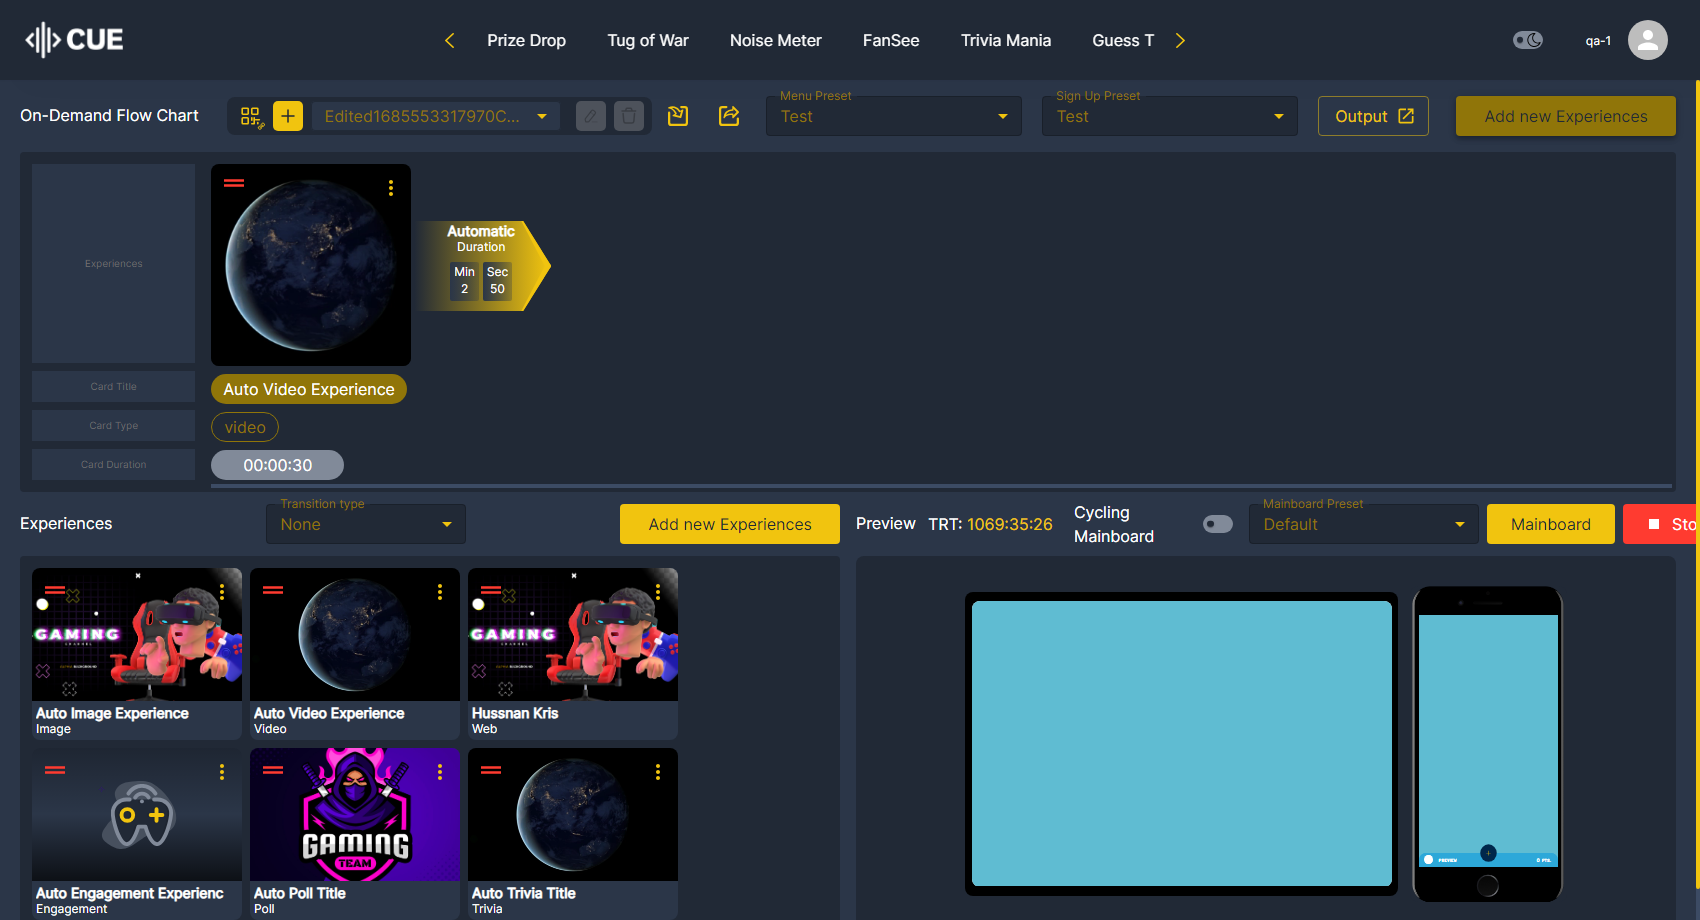 CUE
Prize Drop
Tug of War
Noise Meter
FanSee
Trivia Mania
Guess T
qa-1
On-Demand Flow Chart
Edited1685553317970C...
Menu Preset
Test
Sign Up Preset
Test
Output
Add new Experiences
Experiences
Automatic
Duration
Min
2
Sec
50
Card Title
Auto Video Experience
Card Type
video
Card Duration
00:00:30
Experiences
Transition type
None
Add new Experiences
Preview
TRT: 1069:35:26
Cycling
Mainboard
Mainboard Preset
Default
Mainboard
Sto
GAMING
CHANNEL
Auto Image Experience
Image
Auto Video Experience
Video
GAMING
CHANNEL
Hussnan Kris
Web
Auto Engagement Experienc
Engagement
GAMING
TEAM
Auto Poll Title
Poll
Auto Trivia Title
Trivia
PREVIEW
0 PTS.